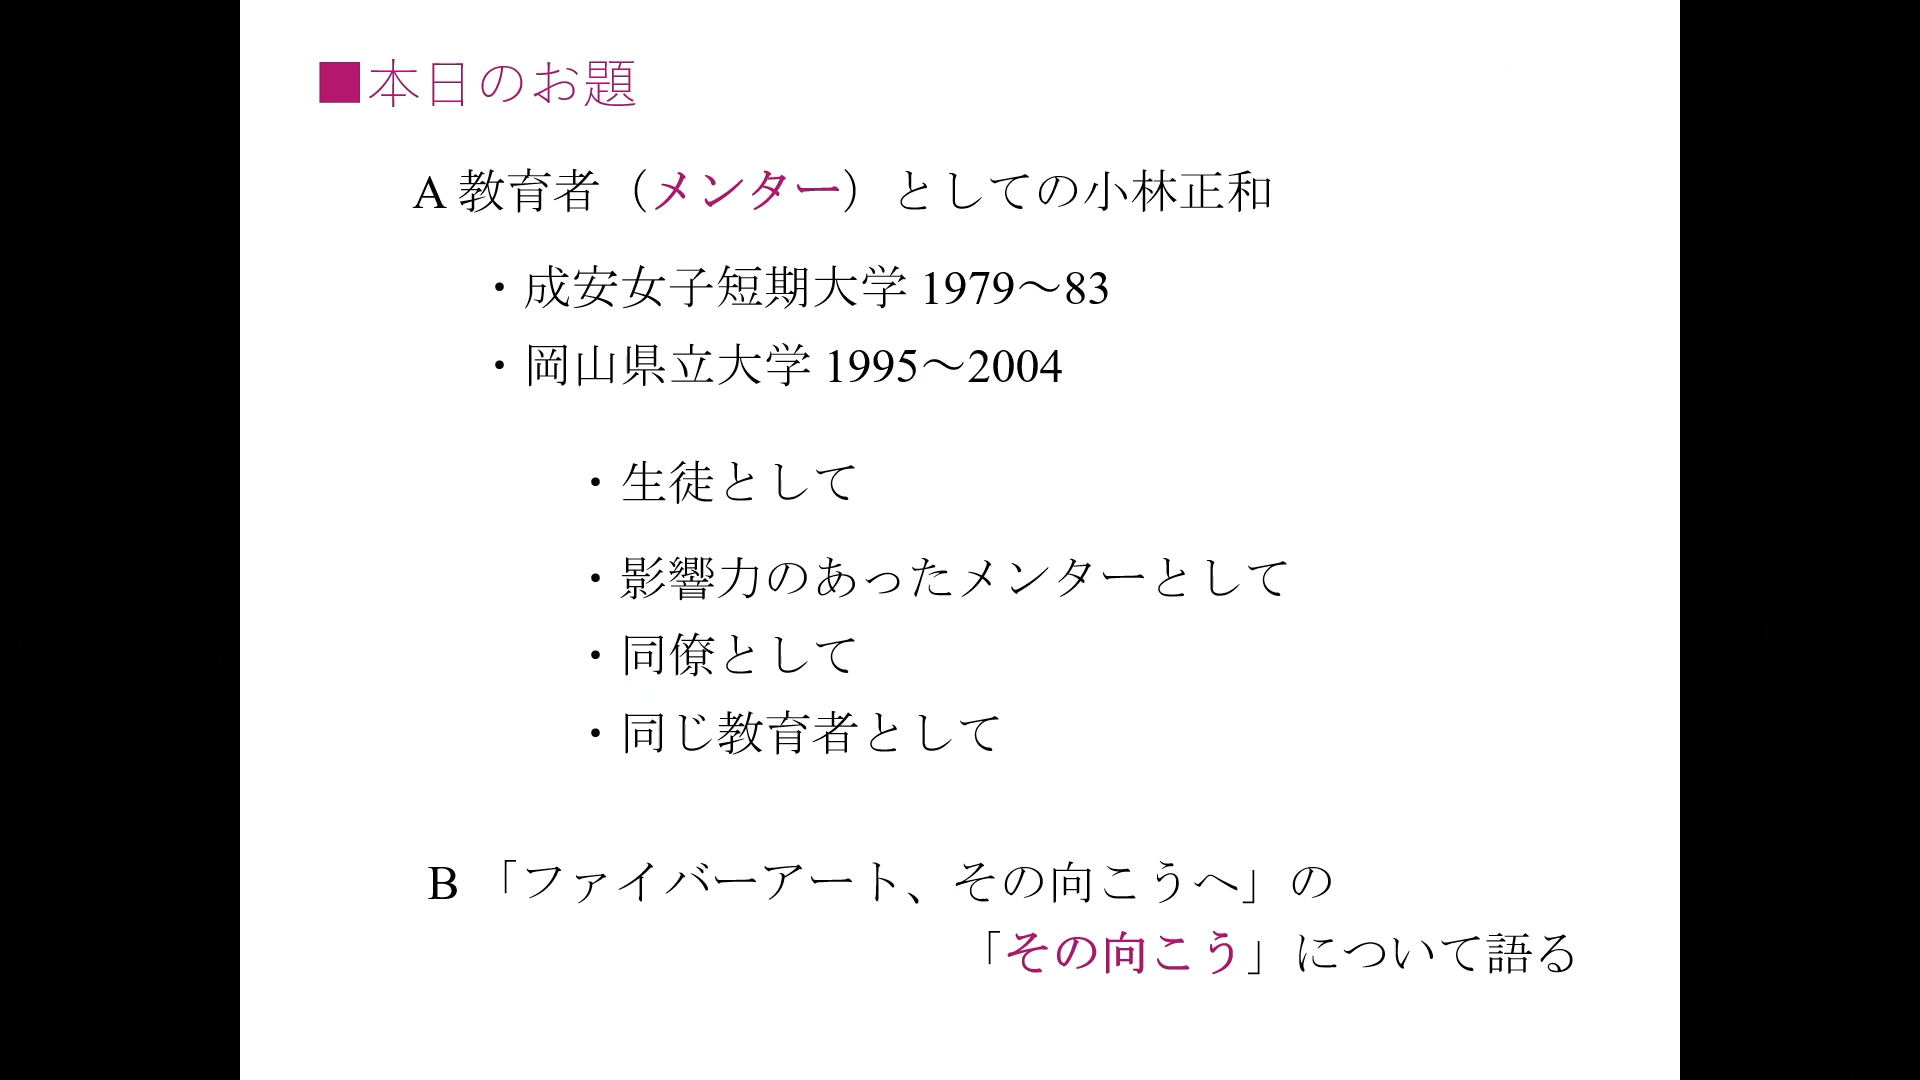 ■本日のお題
A 教育者（メンター）としての小林正和
・成安女子短期大学 1979～83
・岡山県立大学 1995～2004
・生徒として
・影響力のあったメンターとして
・同僚として
・同じ教育者として
B 「ファイバーアート、その向こうへ」の
「その向こう」について語る